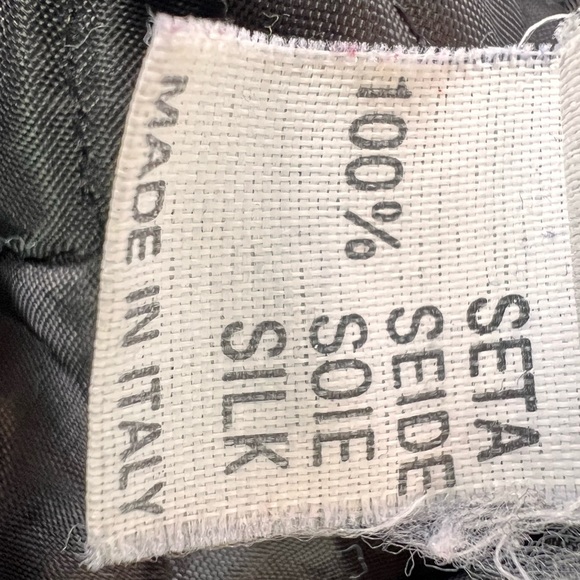 SETA
SEIDE
100% SOIE
SILK
MADE IN ITALY